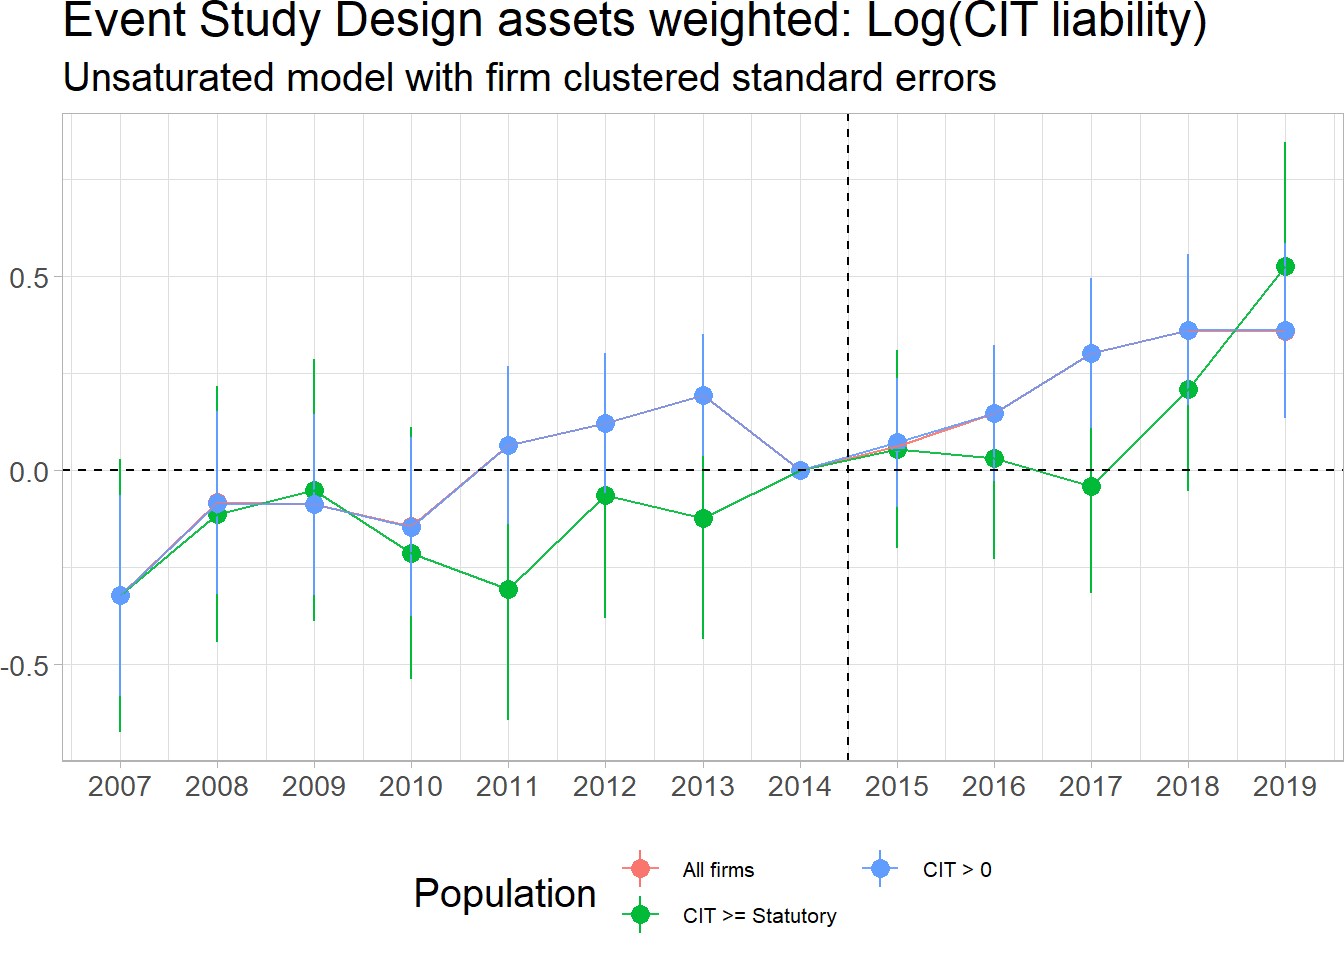 Event Study Design assets weighted: Log(CIT liability)
Unsaturated model with firm clustered standard errors
0.5
0.0
-0.5
2007 2008 2009 2010 2011 2012 2013 2014 2015 2016 2017 2018 2019
Population
All firms
CIT > 0
CIT >= Statutory